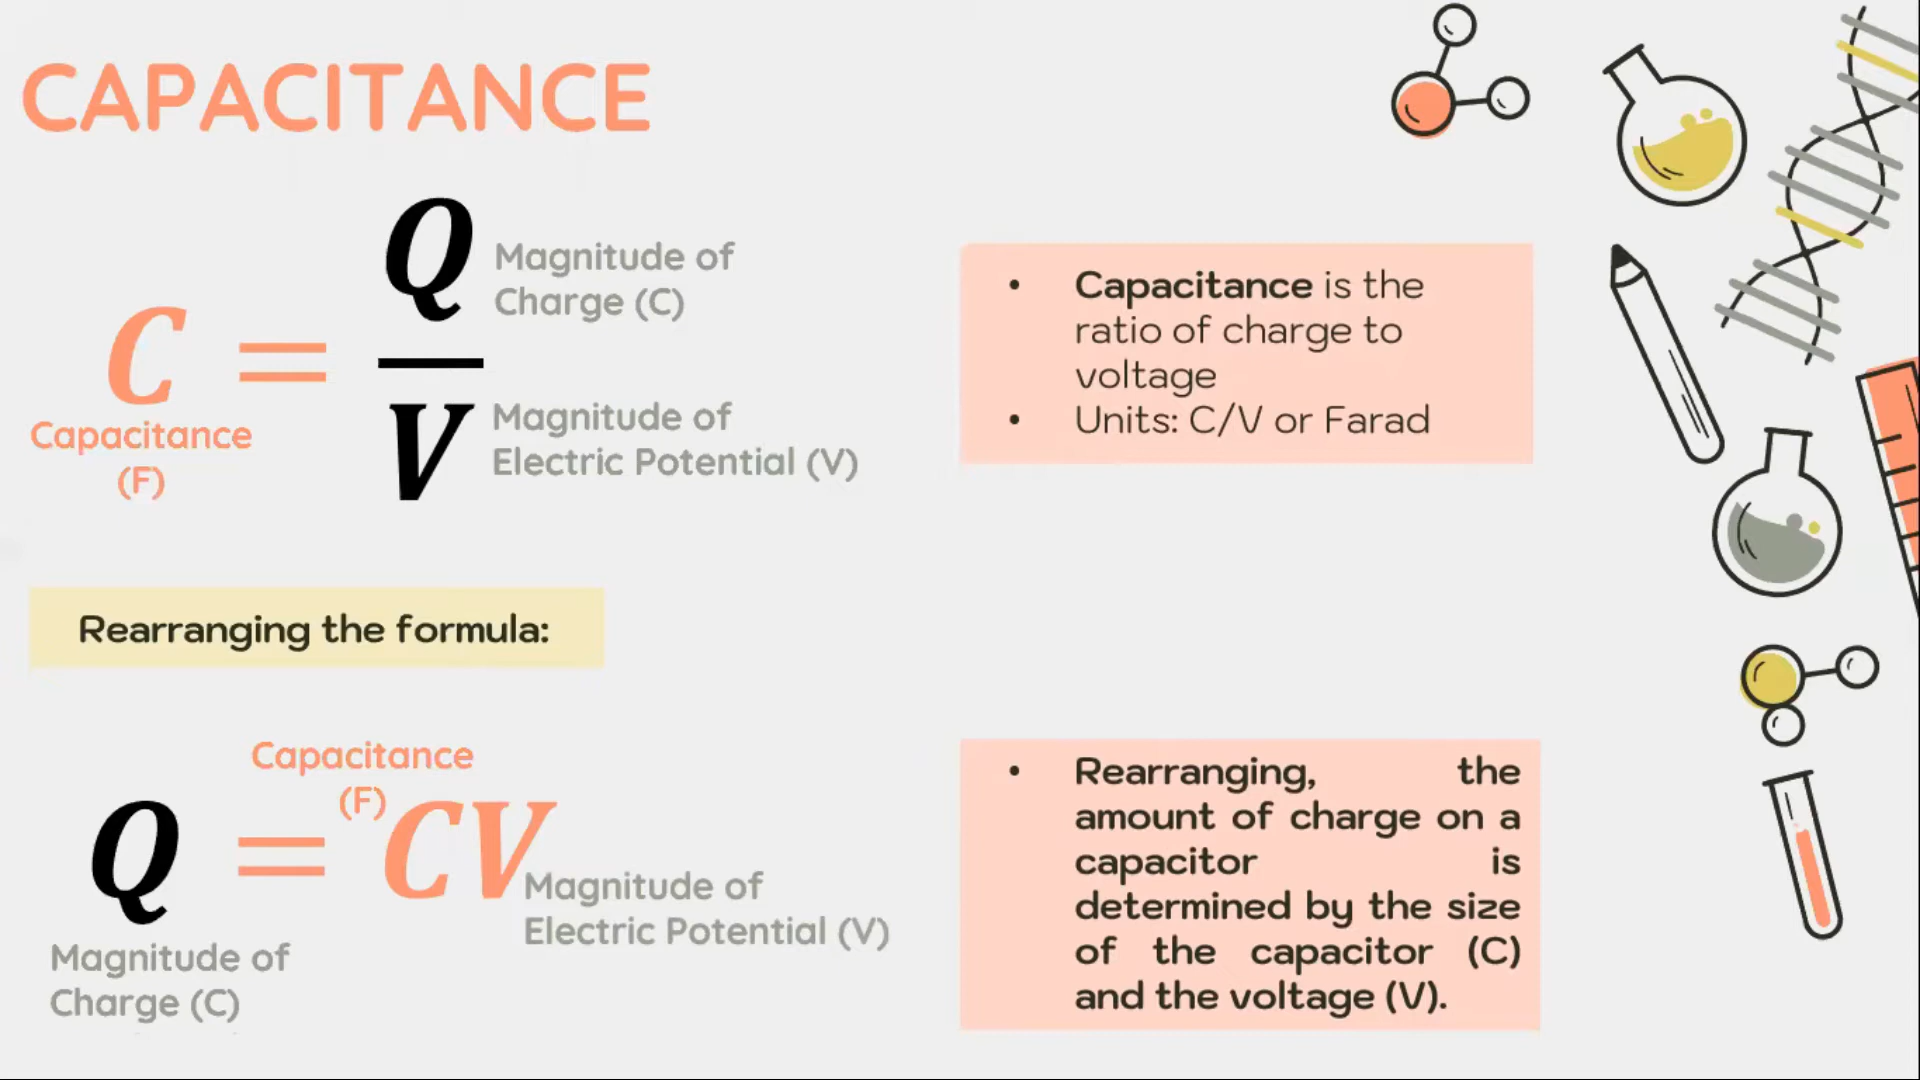 CAPACITANCE
C = Q
V
Magnitude of
Charge (C)
Magnitude of
Electric Potential (V)
Capacitance
(F)
• Capacitance is the
ratio of charge to
voltage
• Units: C/V or Farad
Rearranging the formula:
Capacitance
(F)
Q = CV
Magnitude of
Electric Potential (V)
Magnitude of
Charge (C)
• Rearranging, the
amount of charge on a
capacitor is
determined by the size
of the capacitor (C)
and the voltage (V).